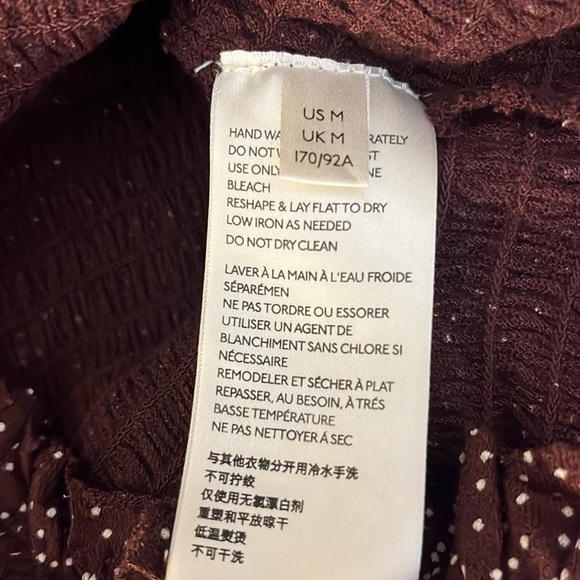 US M
UK M
170/92A
HAND WA RATELY
DO NOT ST
USE ONLY NE
BLEACH
RESHAPE & LAY FLAT TO DRY
LOW IRON AS NEEDED
DO NOT DRY CLEAN
LAVER À LA MAIN À L'EAU FROIDE
SÉPARÉMEN
NE PAS TORDRE OU ESSORER
UTILISER UN AGENT DE
BLANCHIMENT SANS CHLORE SI
NÉCESSAIRE
REMODELER ET SÉCHER À PLAT
REPASSER, AU BESOIN, À TRÉS
BASSE TEMPÉRATURE
NE PAS NETTOYER Á SEC
与其他衣物分开用冷水手洗
不可拧绞
仅使用无氯漂白剂
重塑和平放晾干
低温熨烫
不可干洗